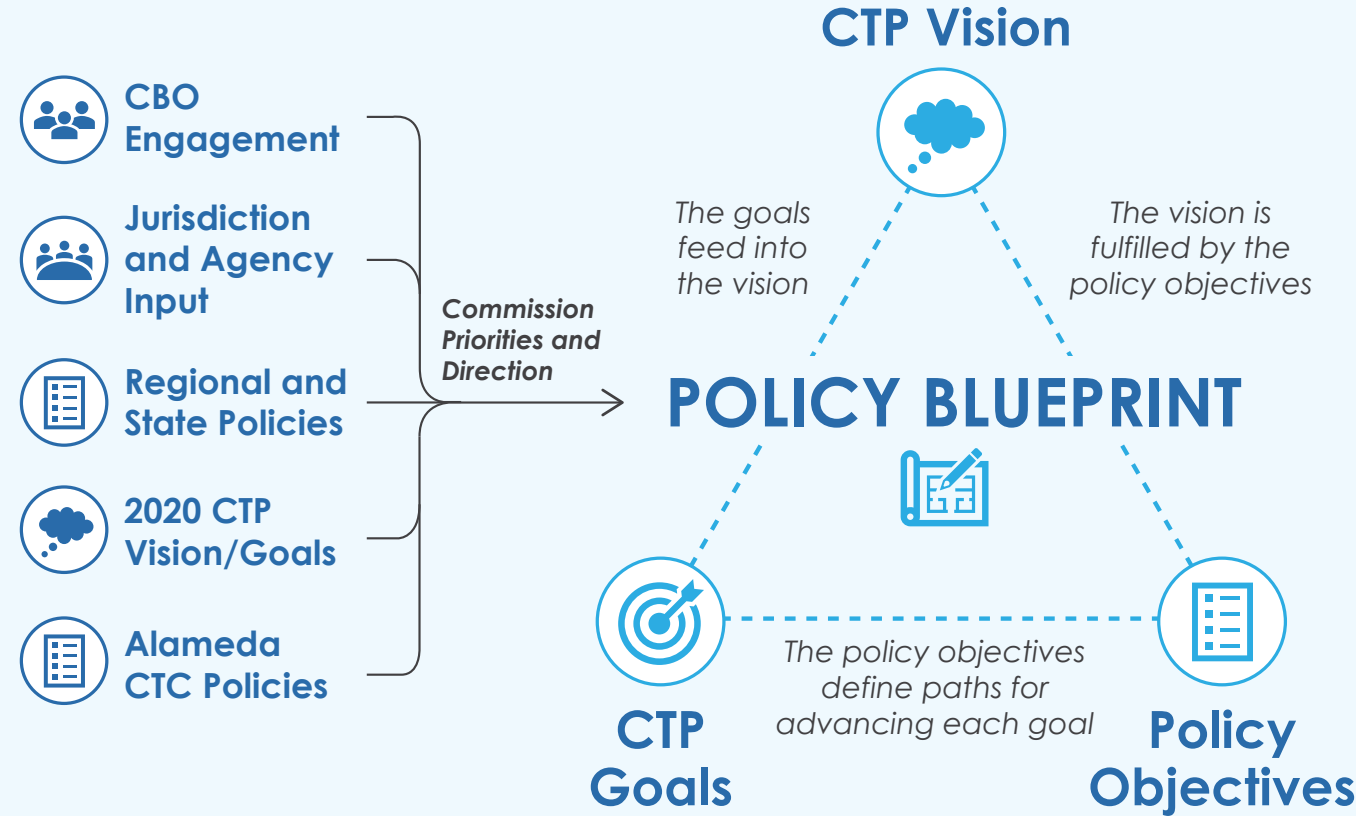 CBO
Engagement
Jurisdiction
and Agency
Input
Regional and
State Policies
2020 CTP
Vision/Goals
Alameda
CTC Policies
Commission
Priorities and
Direction
CTP Vision
The goals
feed into
the vision
The vision is
fulfilled by the
policy objectives
POLICY BLUEPRINT
The policy objectives
define paths for
advancing each goal
CTP
Goals
Policy
Objectives